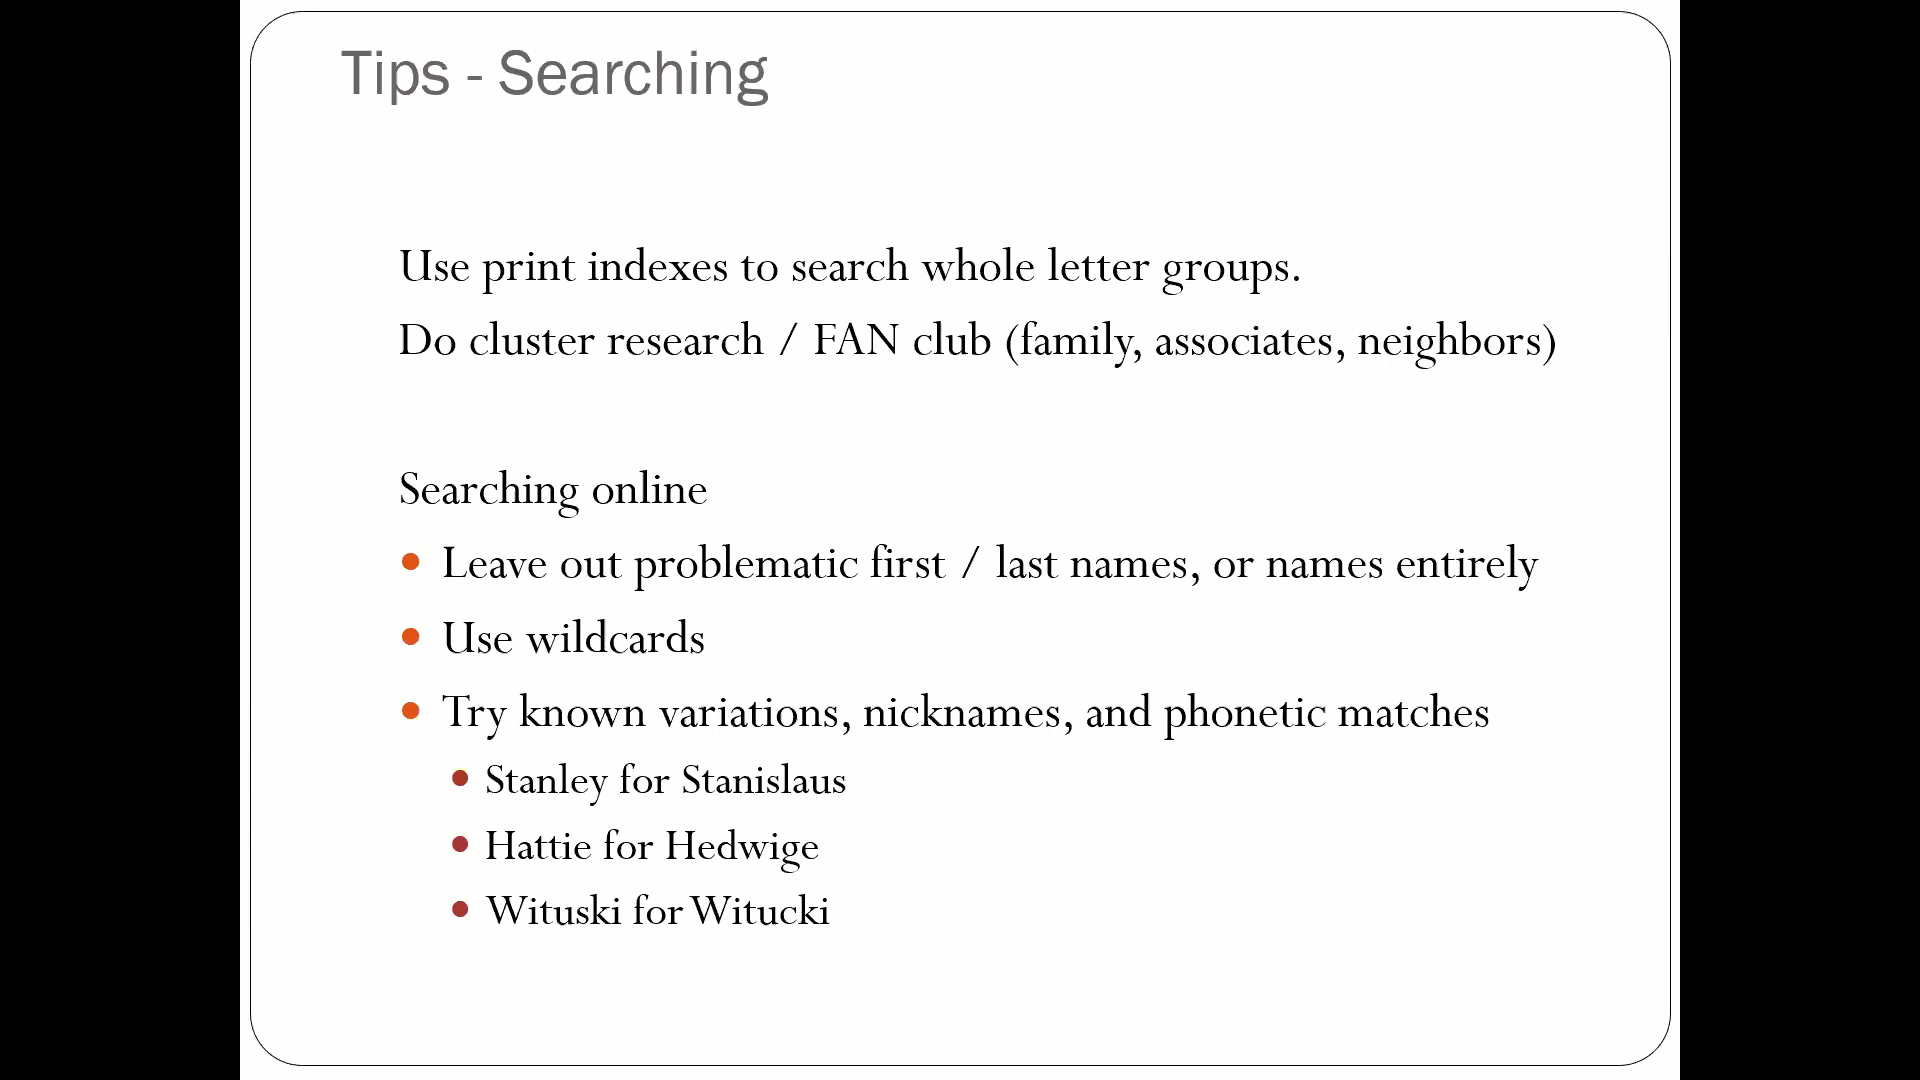 Tips - Searching
Use print indexes to search whole letter groups.
Do cluster research / FAN club (family, associates, neighbors)
Searching online
Leave out problematic first / last names, or names entirely
Use wildcards
Try known variations, nicknames, and phonetic matches
Stanley for Stanislaus
Hattie for Hedwige
Wituski for Witucki